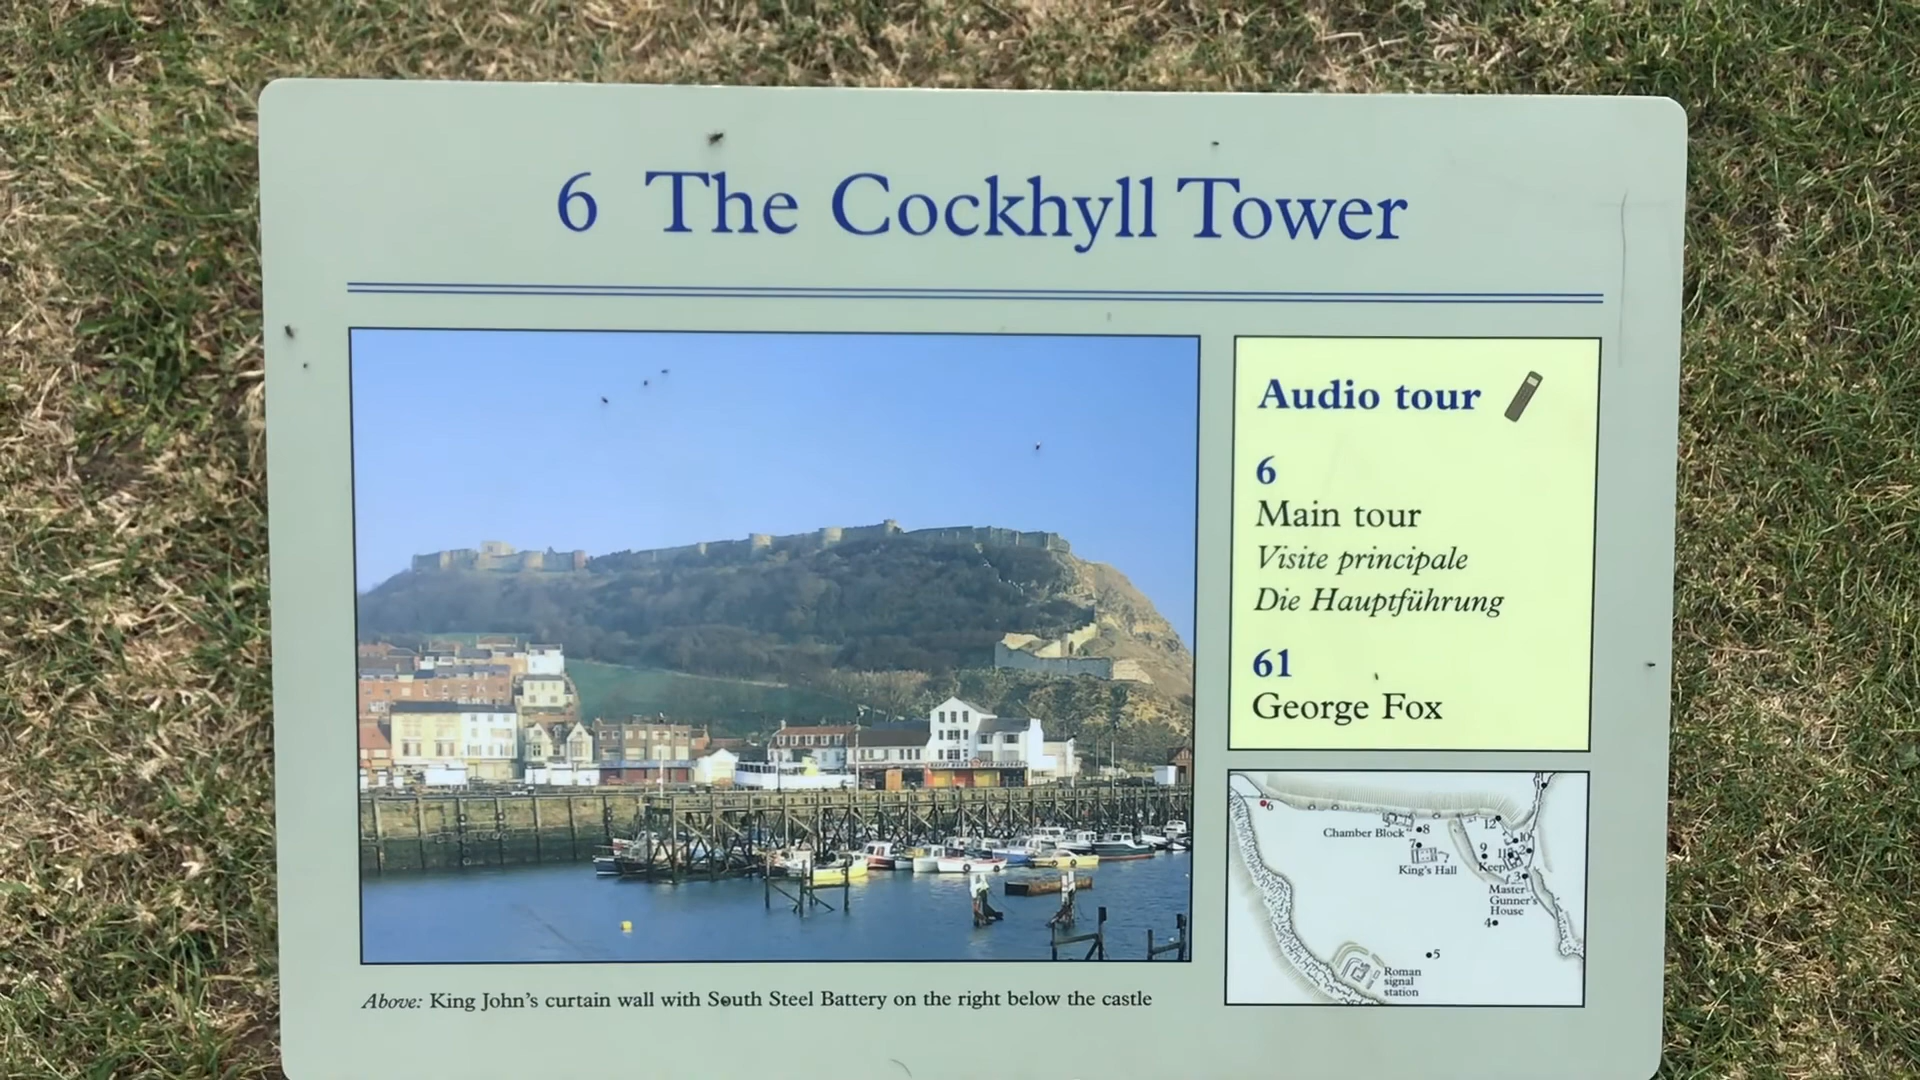 6 The Cockhyll Tower
Audio tour
6
Main tour
Visite principale
Die Hauptführung
61
George Fox
6
Chamber Block
8
7
King's Hall
12
10
9
11
2
Keep
3
Master
Gunner's
House
4
5
Roman
signal
station
1
Above: King John's curtain wall with South Steel Battery on the right below the castle